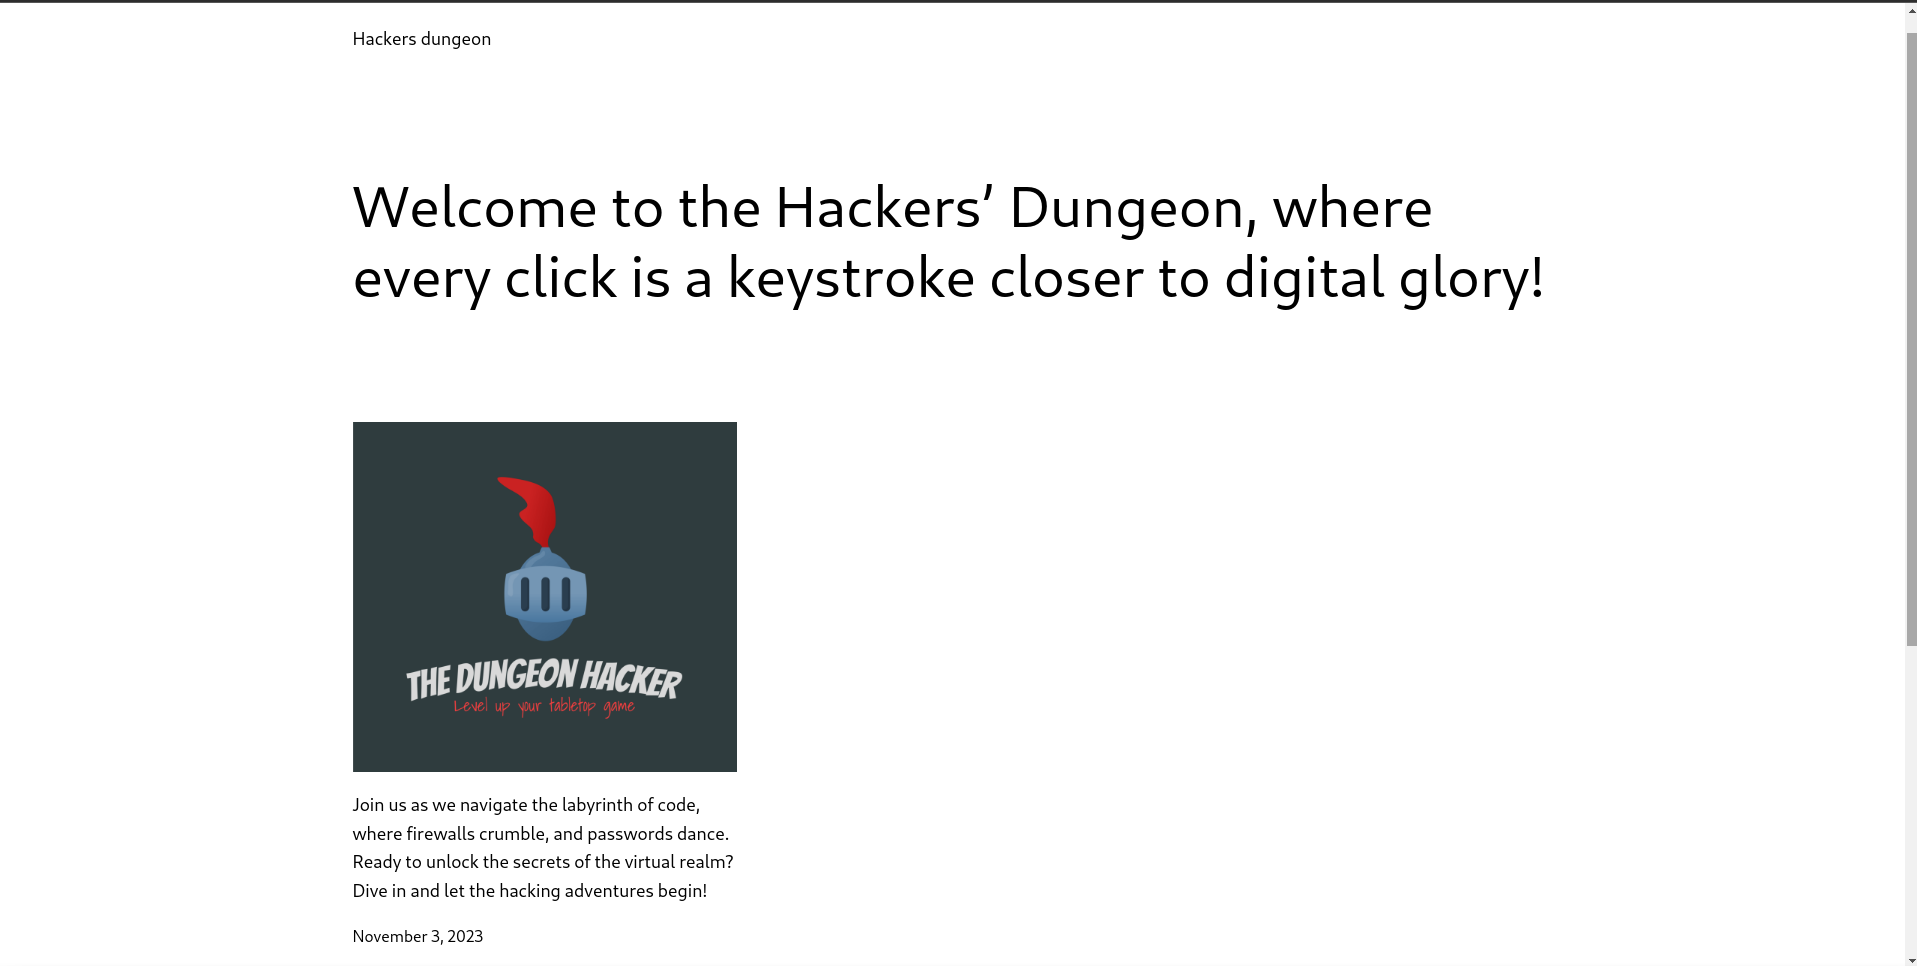 Hackers dungeon
Welcome to the Hackers’ Dungeon, where
every click is a keystroke closer to digital glory!
THE DUNGEON HACKER
Level up your tabletop game
Join us as we navigate the labyrinth of code,
where firewalls crumble, and passwords dance.
Ready to unlock the secrets of the virtual realm?
Dive in and let the hacking adventures begin!
November 3, 2023